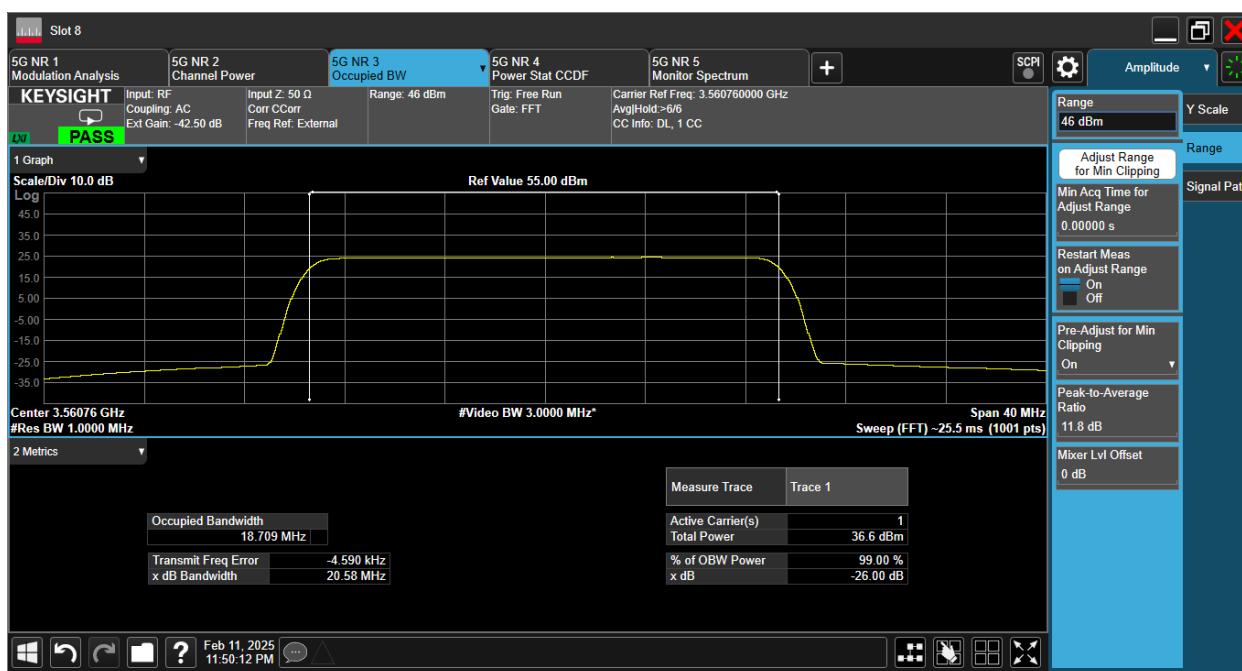 Slot 8
5G NR 1
Modulation Analysis
5G NR 2
Channel Power
5G NR 3
Occupied BW
5G NR 4
Power Stat CCDF
5G NR 5
Monitor Spectrum
SCPI
Amplitude
KEYSIGHT
LXI
PASS
Input: RF
Coupling: AC
Ext Gain: -42.50 dB
Input Z: 50 Ω
Corr CCorr
Freq Ref: External
Range: 46 dBm
Trig: Free Run
Gate: FFT
Carrier Ref Freq: 3.560760000 GHz
Avg|Hold:>6/6
CC Info: DL, 1 CC
1 Graph
Scale/Div 10.0 dB
Ref Value 55.00 dBm
Log
45.0
35.0
25.0
15.0
5.00
-5.00
-15.0
-25.0
-35.0
Center 3.56076 GHz
#Video BW 3.0000 MHz*
Span 40 MHz
#Res BW 1.0000 MHz
Sweep (FFT) ~25.5 ms (1001 pts)
2 Metrics
Measure Trace
Trace 1
Occupied Bandwidth
18.709 MHz
Active Carrier(s) 1
Total Power 36.6 dBm
Transmit Freq Error -4.590 kHz
x dB Bandwidth 20.58 MHz
% of OBW Power 99.00 %
x dB -26.00 dB
Range
46 dBm
Adjust Range
for Min Clipping
Min Acq Time for
Adjust Range
0.00000 s
Restart Meas
on Adjust Range
On
Off
Pre-Adjust for Min
Clipping
On
Peak-to-Average
Ratio
11.8 dB
Mixer Lvl Offset
0 dB
Y Scale
Range
Signal Pat
Feb 11, 2025
11:50:12 PM